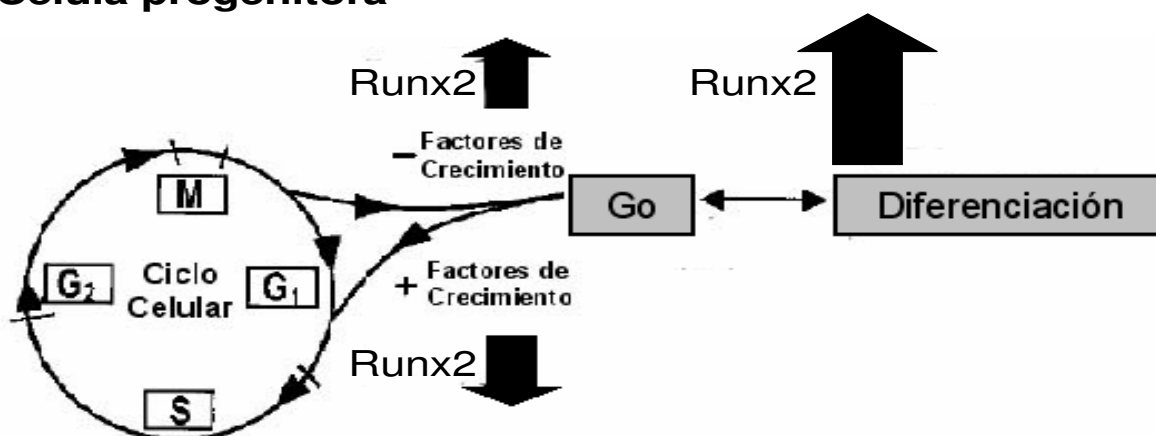 Célula progenitora
Runx2
Runx2
– Factores de
Crecimiento
M
Go
Diferenciación
G2
Ciclo
Celular
G1
+ Factores de
Crecimiento
Runx2
S